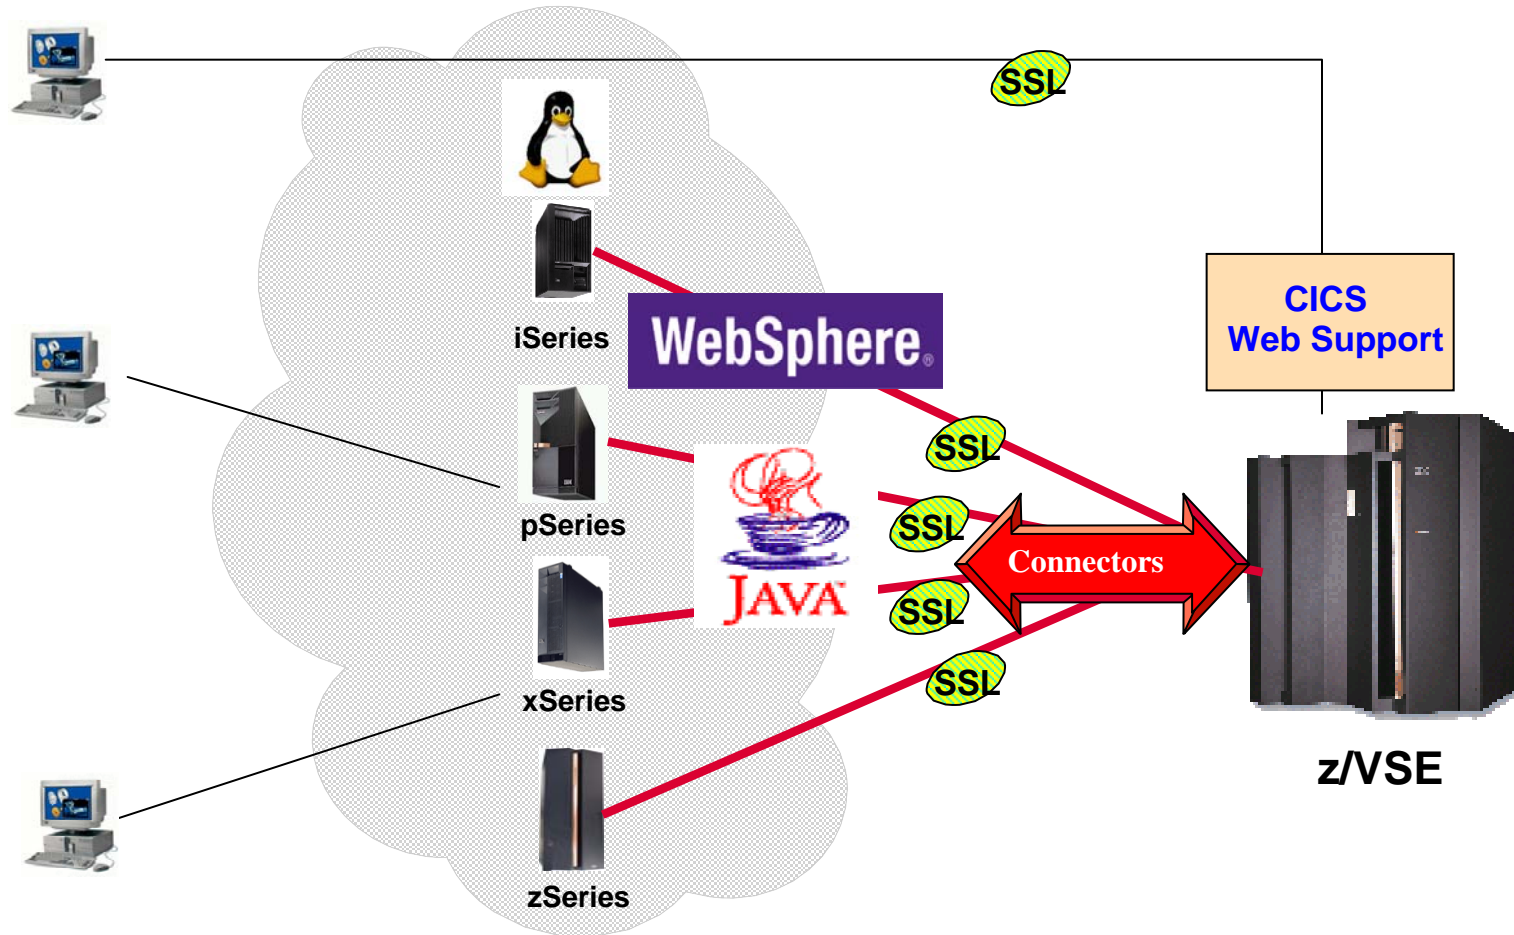 SSL
CICS
Web Support
iSeries
WebSphere®
SSL
pSeries
SSL
Connectors
JAVA
SSL
xSeries
SSL
z/VSE
zSeries